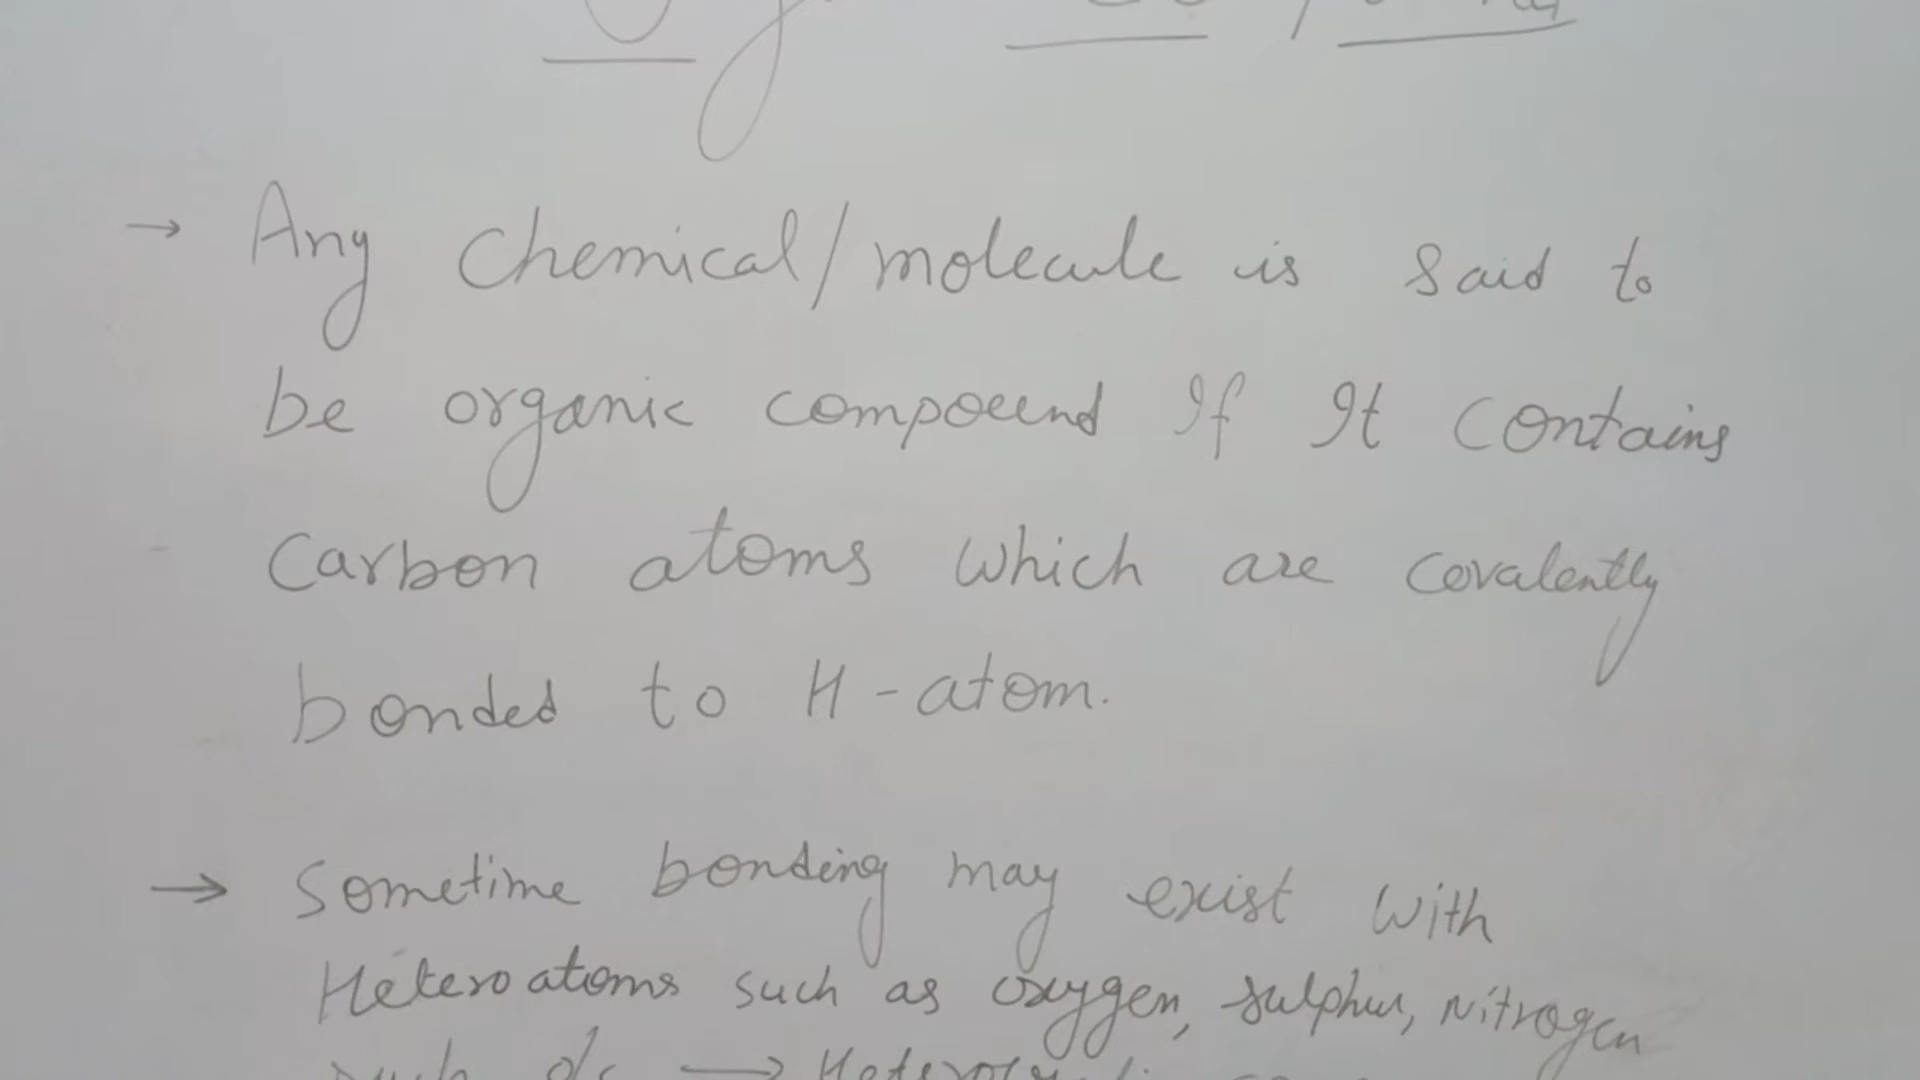 → Any Chemical/molecule is said to
be organic compound If It contains
Carbon atoms which are covalently
bonded to H-atom.
→ Sometime bonding may exist with
Heteroatoms such as oxygen, sulphur, Nitrogen